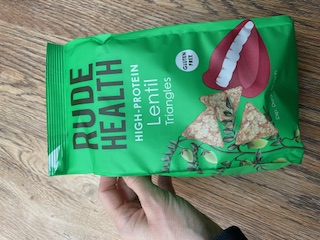 RUDE
HEALTH
HIGH-PROTEIN
Lentil
Triangles
GLUTEN
FREE